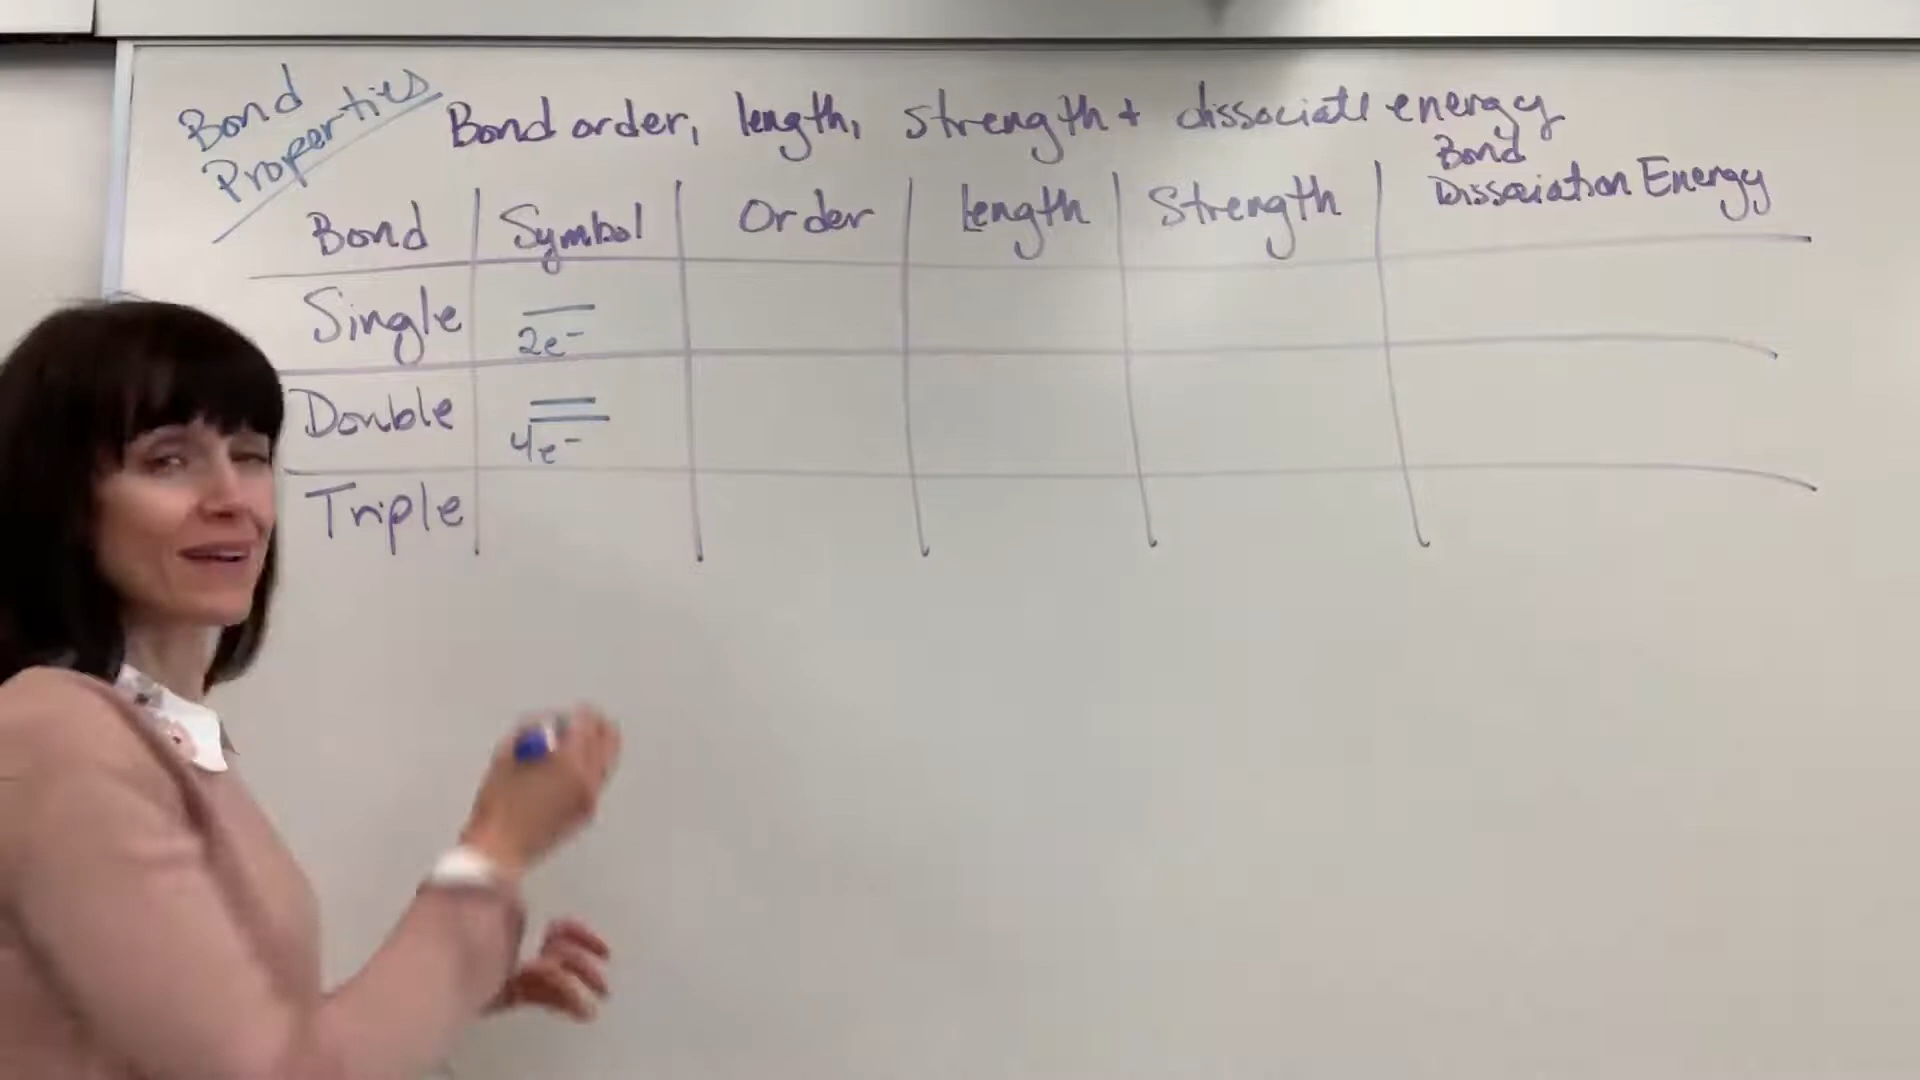 Bond
Properties
Bond order, length, strength + dissociate energy
Bond Symbol Order length Strength Bond Dissociation Energy
Single — 2e⁻
Double = 4e⁻
Triple